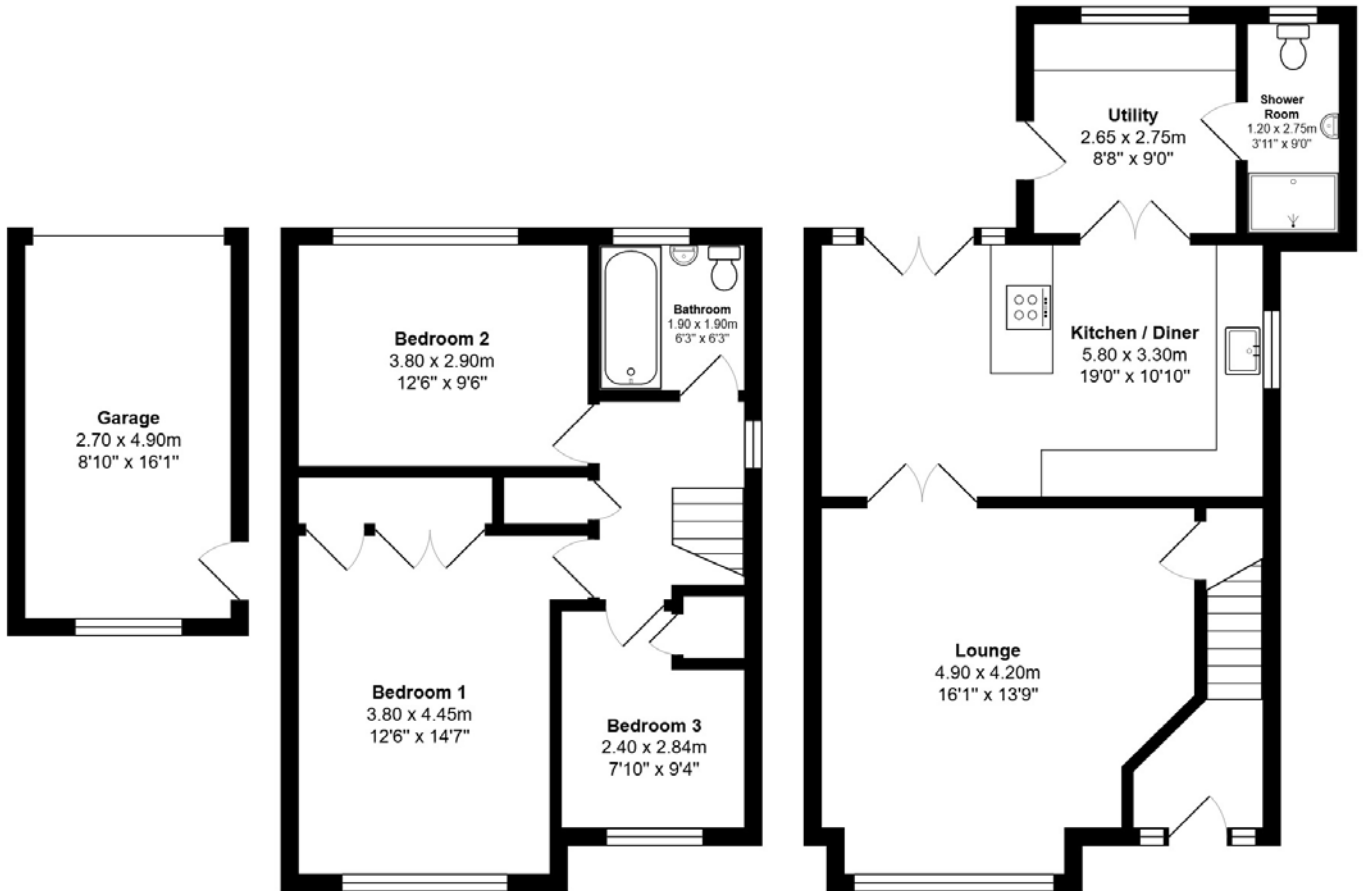 Utility
2.65 x 2.75m
8'8" x 9'0"
Shower
Room
1.20 x 2.75m
3'11" x 9'0"
Bathroom
1.90 x 1.90m
6'3" x 6'3"
Bedroom 2
3.80 x 2.90m
12'6" x 9'6"
Kitchen / Diner
5.80 x 3.30m
19'0" x 10'10"
Garage
2.70 x 4.90m
8'10" x 16'1"
Bedroom 1
3.80 x 4.45m
12'6" x 14'7"
Bedroom 3
2.40 x 2.84m
7'10" x 9'4"
Lounge
4.90 x 4.20m
16'1" x 13'9"